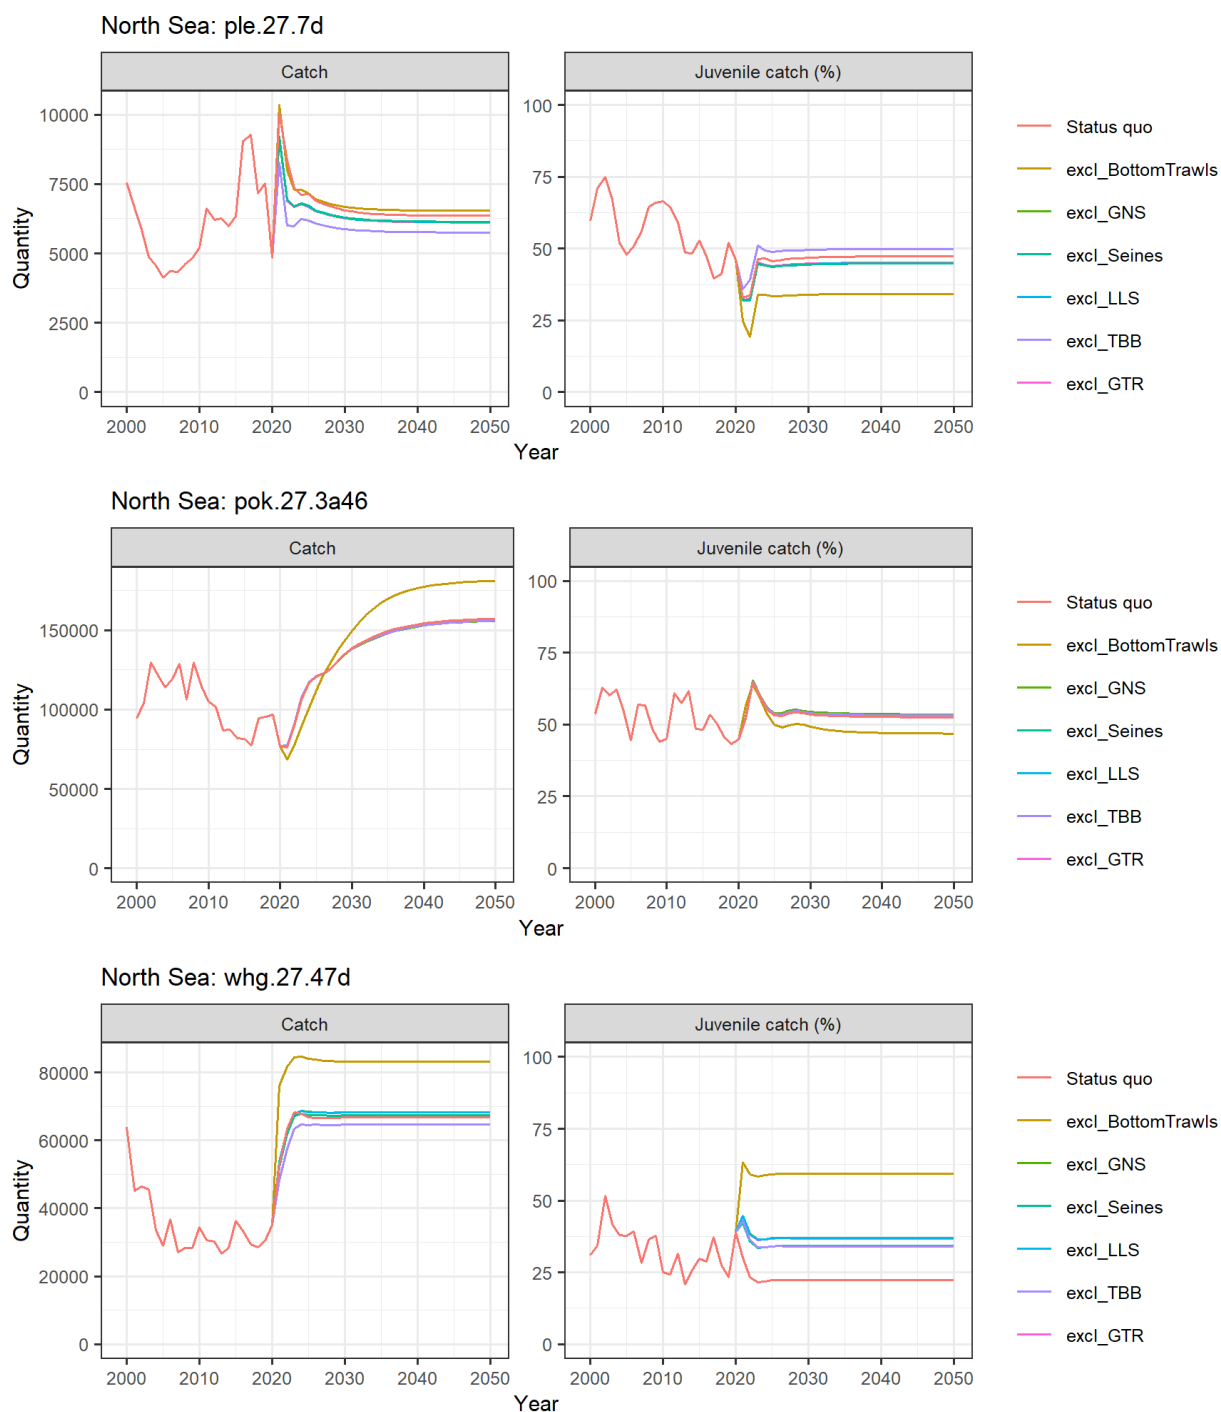 North Sea: ple.27.7d
Catch
Juvenile catch (%)
Quantity
10000
7500
5000
2500
0
100
75
50
25
0
2000 2010 2020 2030 2040 2050
2000 2010 2020 2030 2040 2050
Year
Status quo
excl_BottomTrawls
excl_GNS
excl_Seines
excl_LLS
excl_TBB
excl_GTR
North Sea: pok.27.3a46
Catch
Juvenile catch (%)
Quantity
150000
100000
50000
0
100
75
50
25
0
2000 2010 2020 2030 2040 2050
2000 2010 2020 2030 2040 2050
Year
Status quo
excl_BottomTrawls
excl_GNS
excl_Seines
excl_LLS
excl_TBB
excl_GTR
North Sea: whg.27.47d
Catch
Juvenile catch (%)
Quantity
80000
60000
40000
20000
0
100
75
50
25
0
2000 2010 2020 2030 2040 2050
2000 2010 2020 2030 2040 2050
Year
Status quo
excl_BottomTrawls
excl_GNS
excl_Seines
excl_LLS
excl_TBB
excl_GTR